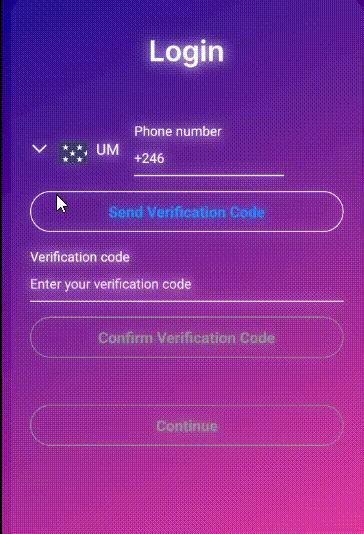 Login
Phone number
UM
+246
Send Verification Code
Verification code
Enter your verification code
Confirm Verification Code
Continue